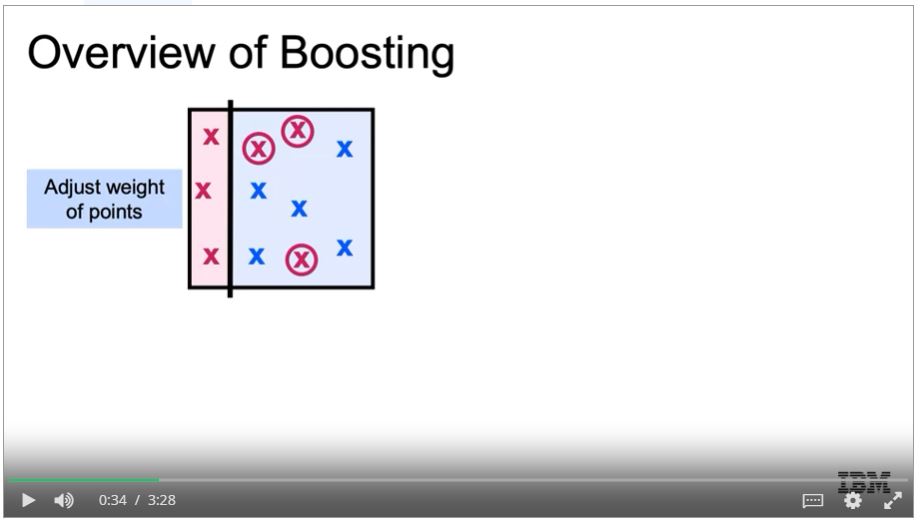 Overview of Boosting
Adjust weight
of points
X X X X
X X X
X X X X
0:34 / 3:28
IBM